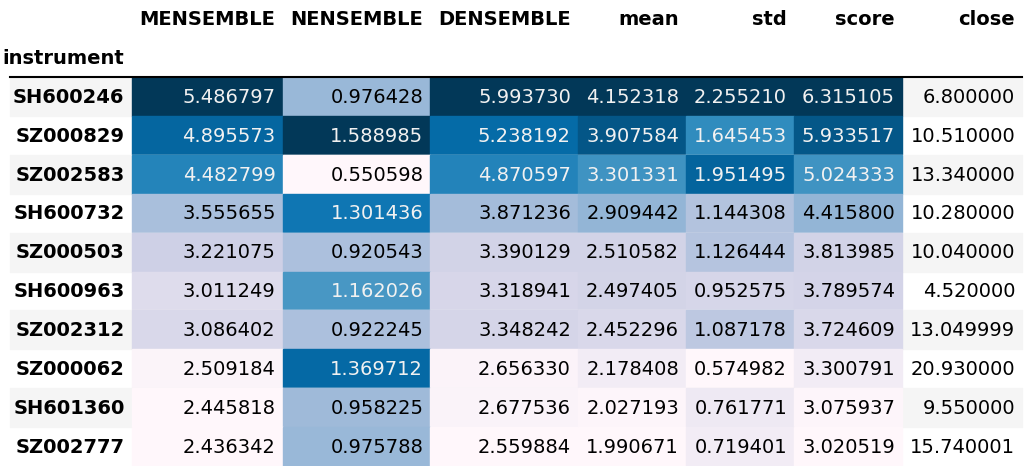 MENSEMBLE NENSEMBLE DENSEMBLE mean std score close
instrument
SH600246 5.486797 0.976428 5.993730 4.152318 2.255210 6.315105 6.800000
SZ000829 4.895573 1.588985 5.238192 3.907584 1.645453 5.933517 10.510000
SZ002583 4.482799 0.550598 4.870597 3.301331 1.951495 5.024333 13.340000
SH600732 3.555655 1.301436 3.871236 2.909442 1.144308 4.415800 10.280000
SZ000503 3.221075 0.920543 3.390129 2.510582 1.126444 3.813985 10.040000
SH600963 3.011249 1.162026 3.318941 2.497405 0.952575 3.789574 4.520000
SZ002312 3.086402 0.922245 3.348242 2.452296 1.087178 3.724609 13.049999
SZ000062 2.509184 1.369712 2.656330 2.178408 0.574982 3.300791 20.930000
SH601360 2.445818 0.958225 2.677536 2.027193 0.761771 3.075937 9.550000
SZ002777 2.436342 0.975788 2.559884 1.990671 0.719401 3.020519 15.740001